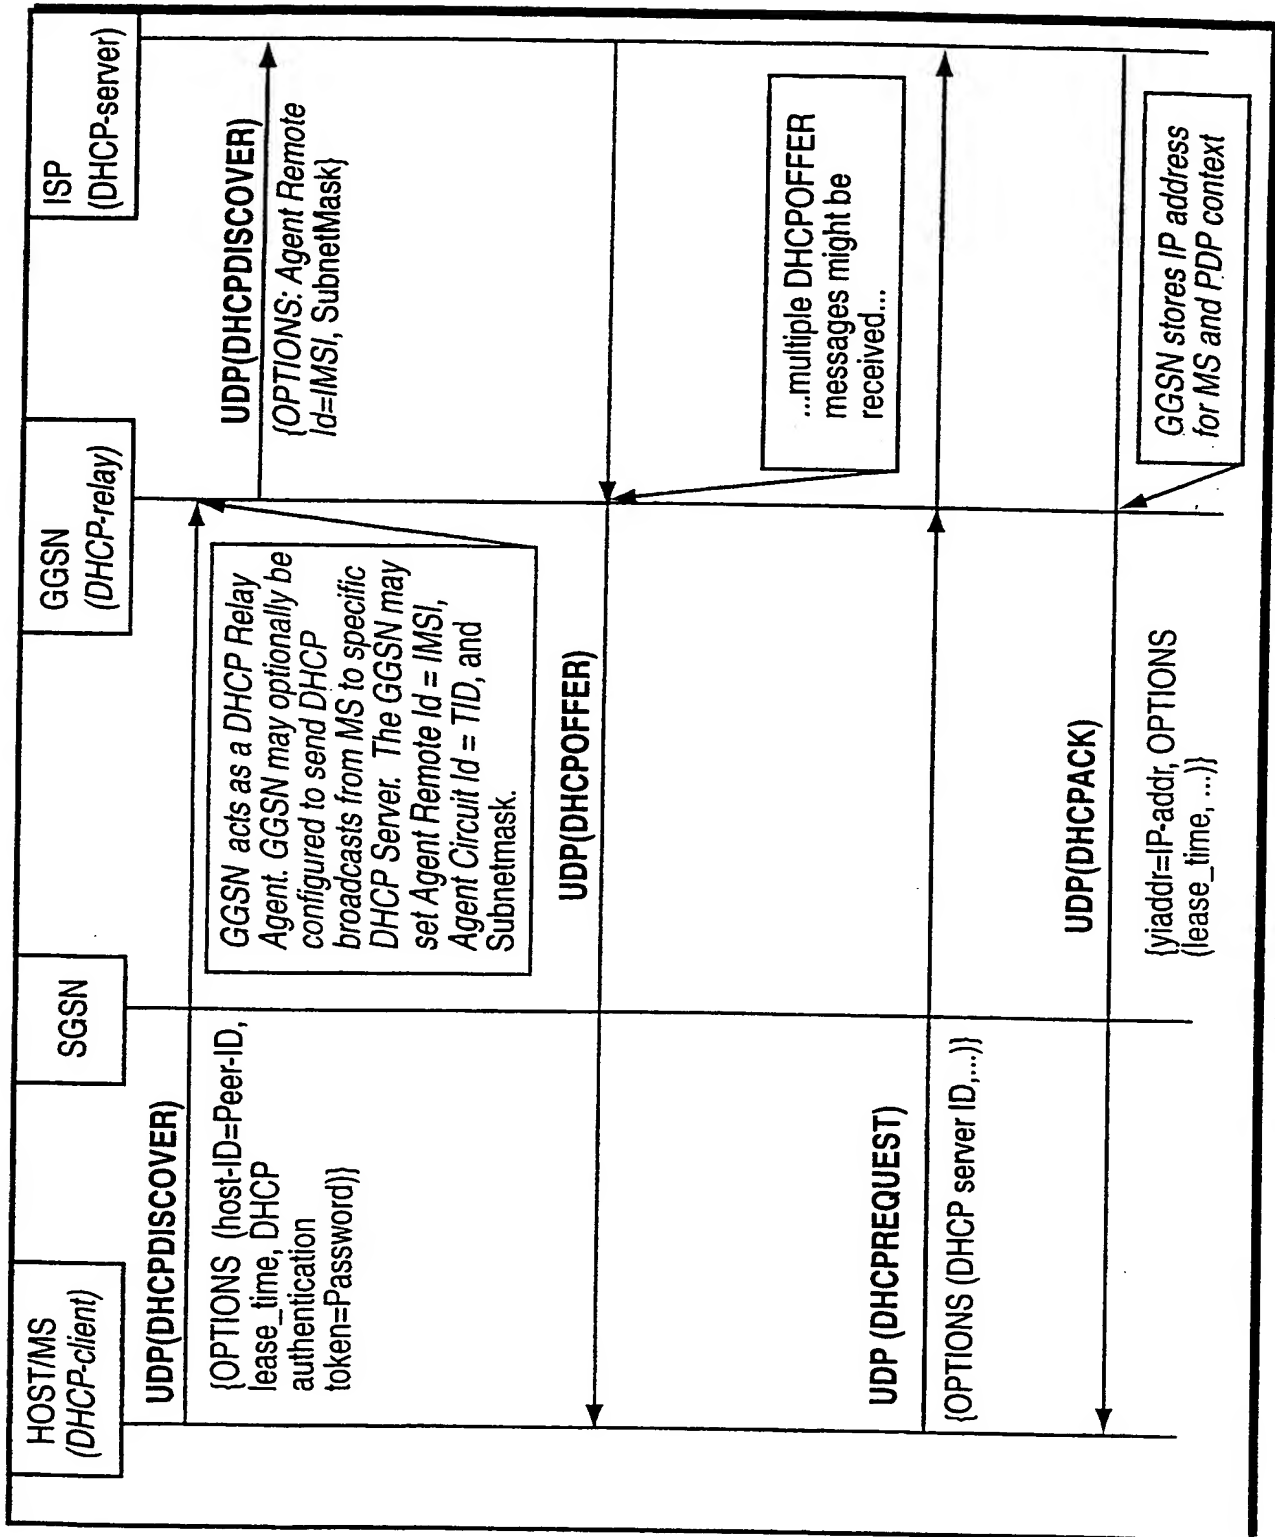 HOST/MS
(DHCP-client)
SGSN
GGSN
(DHCP-relay)
ISP
(DHCP-server)
UDP(DHCPDISCOVER)
{OPTIONS (host-ID=Peer-ID,
lease_time, DHCP
authentication
token=Password)}
GGSN acts as a DHCP Relay
Agent. GGSN may optionally be
configured to send DHCP
broadcasts from MS to specific
DHCP Server. The GGSN may
set Agent Remote Id = IMSI,
Agent Circuit Id = TID, and
Subnetmask.
UDP(DHCPDISCOVER)
{OPTIONS: Agent Remote
Id=IMSI, SubnetMask}
UDP(DHCPOFFER)
...multiple DHCPOFFER
messages might be
received...
UDP (DHCPREQUEST)
{OPTIONS (DHCP server ID,...)}
UDP(DHCPACK)
{yiaddr=IP-addr, OPTIONS
(lease_time, ...)}
GGSN stores IP address
for MS and PDP context